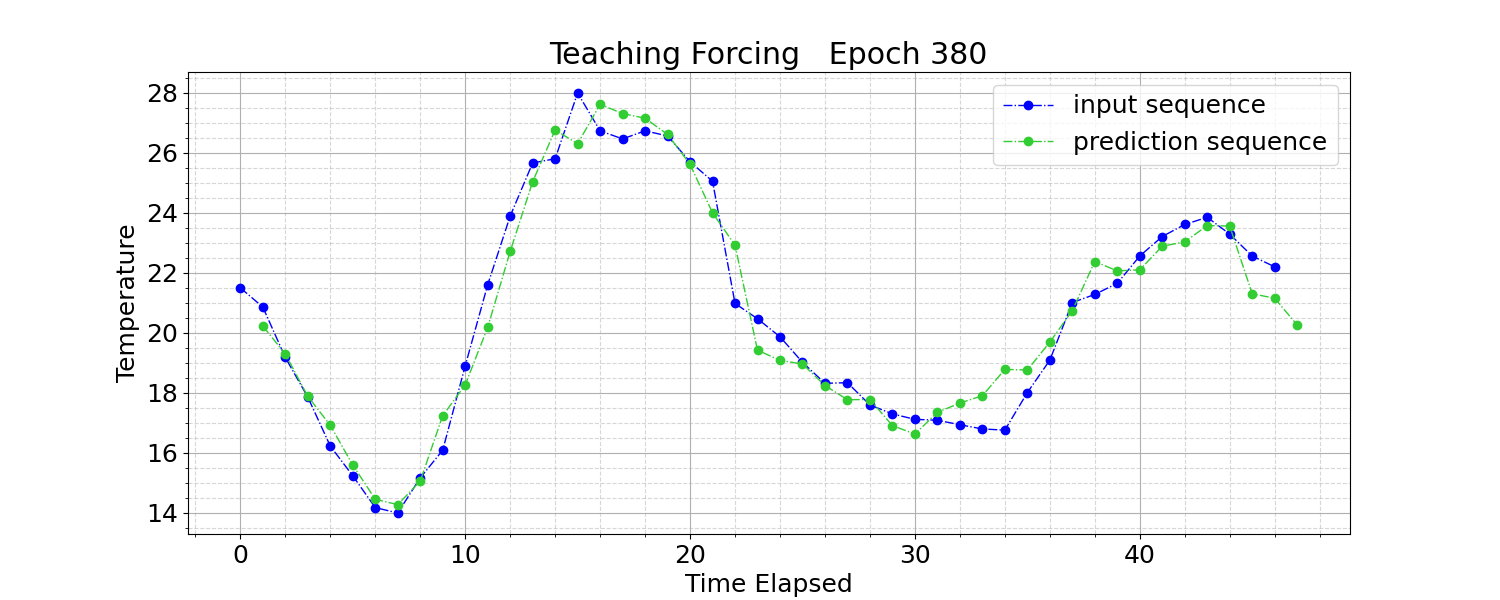 Teaching Forcing   Epoch 380
28
26
24
22
20
18
16
14
Temperature
input sequence
prediction sequence
0 10 20 30 40
Time Elapsed